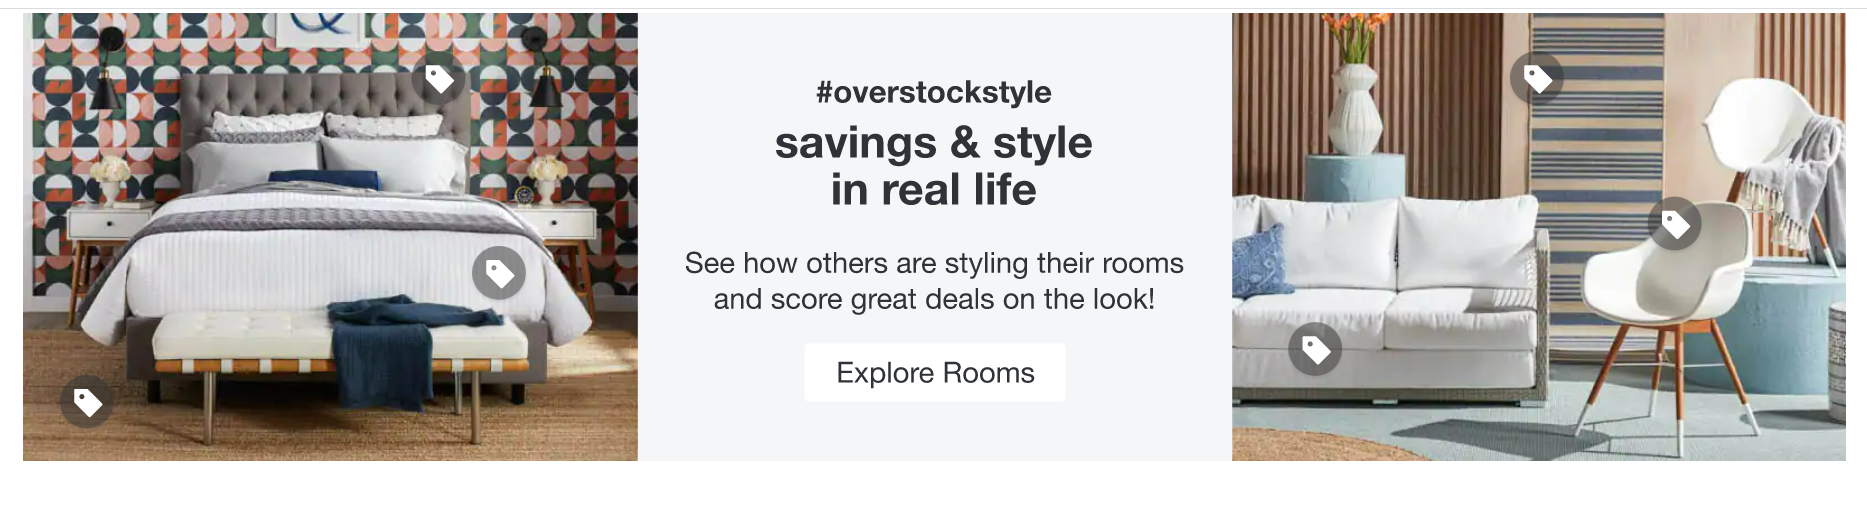 #overstockstyle
savings & style
in real life
See how others are styling their rooms
and score great deals on the look!
Explore Rooms